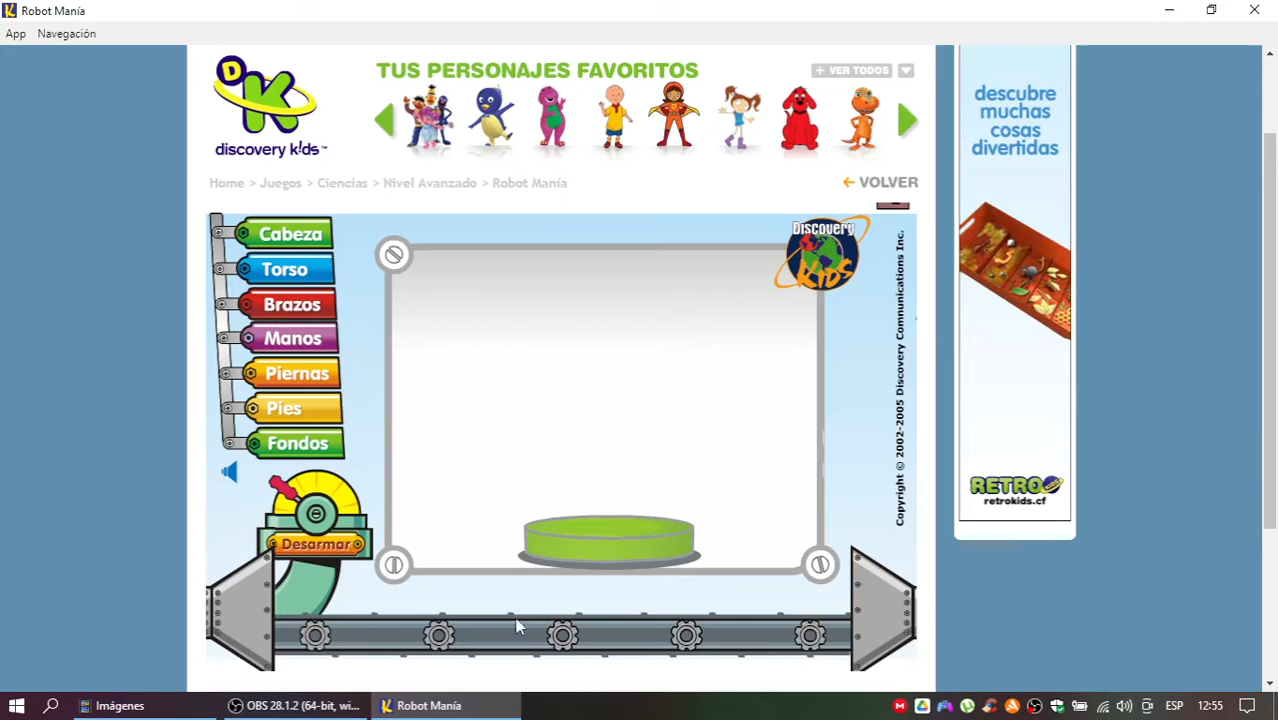 Robot Manía
App Navegación
D
K
discovery k!ds™
TUS PERSONAJES FAVORITOS
+ VER TODOS
Home > Juegos > Ciencias > Nivel Avanzado > Robot Manía
VOLVER
descubre
muchas
cosas
divertidas
RETRO
retrokids.cf
Cabeza
Torso
Brazos
Manos
Piernas
Pies
Fondos
Desarmar
Discovery
KIDS
Copyright © 2002-2005 Discovery Comnunications Inc.
Imágenes
OBS 28.1.2 (64-bit, wi...
Robot Manía
ESP
12:55